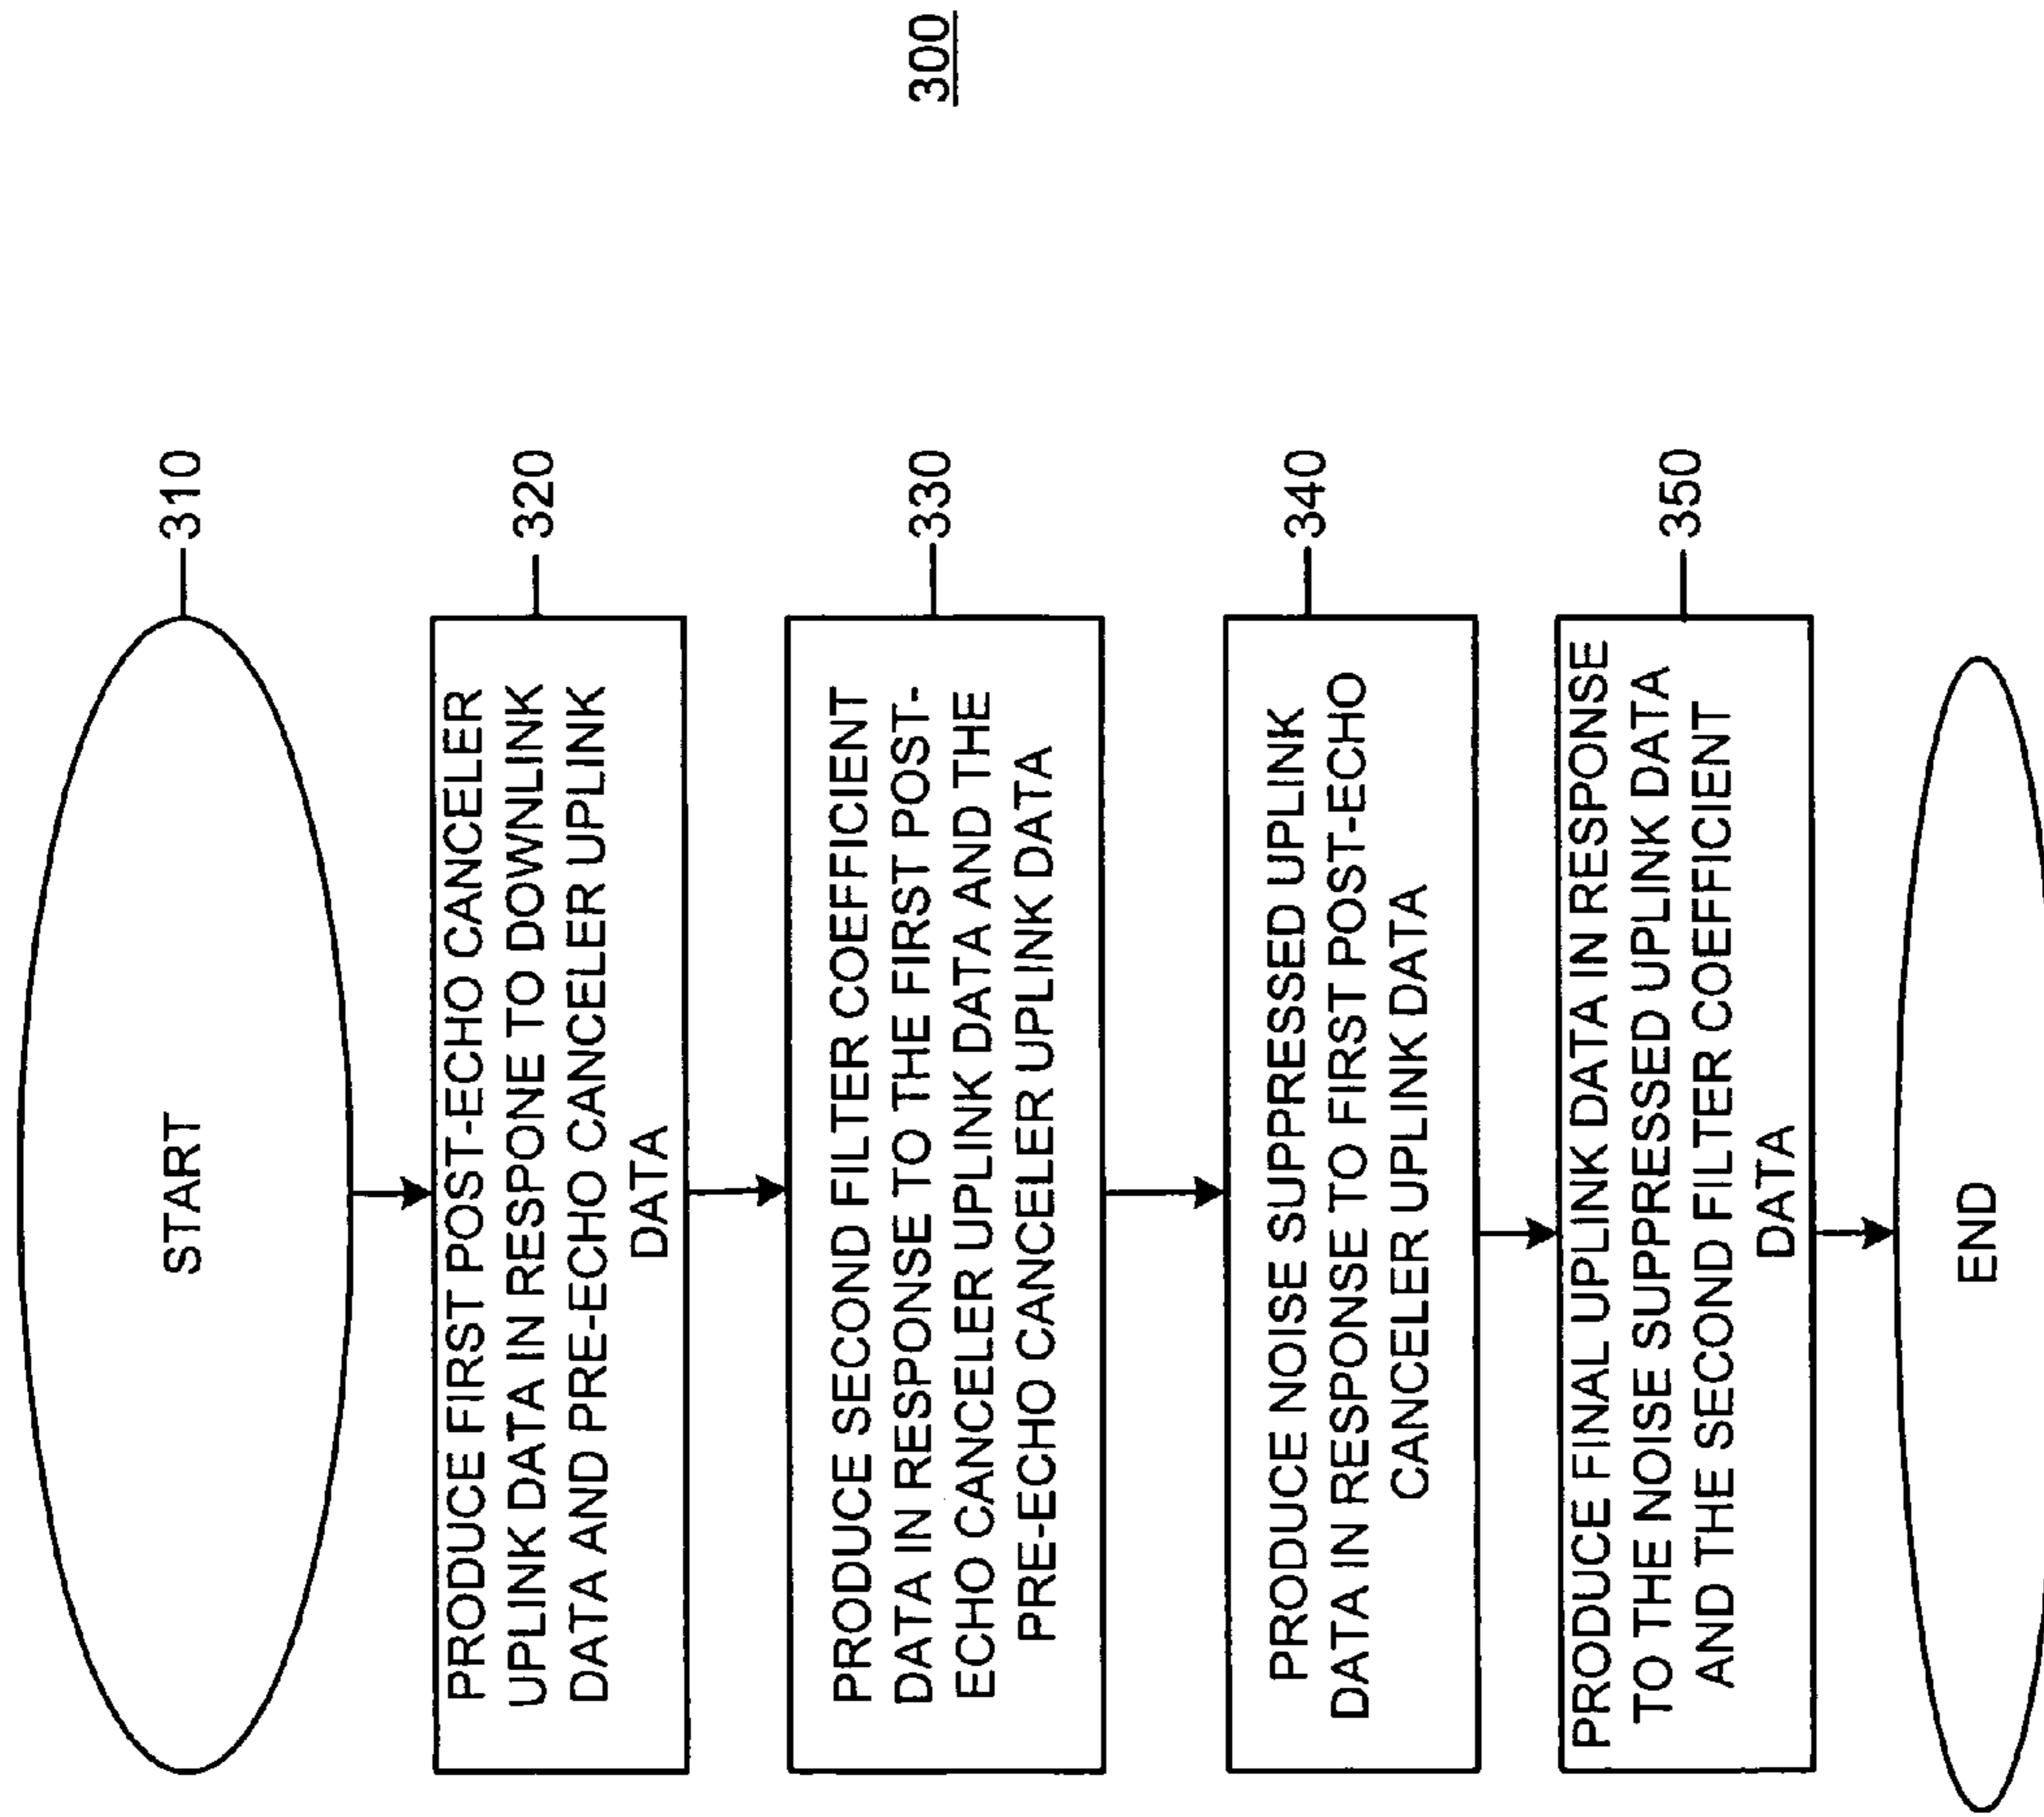 300
START
310
PRODUCE FIRST POST-ECHO CANCELER
UPLINK DATA IN RESPONE TO DOWNLINK
DATA AND PRE-ECHO CANCELER UPLINK
DATA
320
PRODUCE SECOND FILTER COEFFICIENT
DATA IN RESPONSE TO THE FIRST POST-
ECHO CANCELER UPLINK DATA AND THE
PRE-ECHO CANCELER UPLINK DATA
330
PRODUCE NOISE SUPPRESSED UPLINK
DATA IN RESPONSE TO FIRST POST-ECHO
CANCELER UPLINK DATA
340
PRODUCE FINAL UPLINK DATA IN RESPONSE
TO THE NOISE SUPPRESSED UPLINK DATA
AND THE SECOND FILTER COEFFICIENT
DATA
350
END